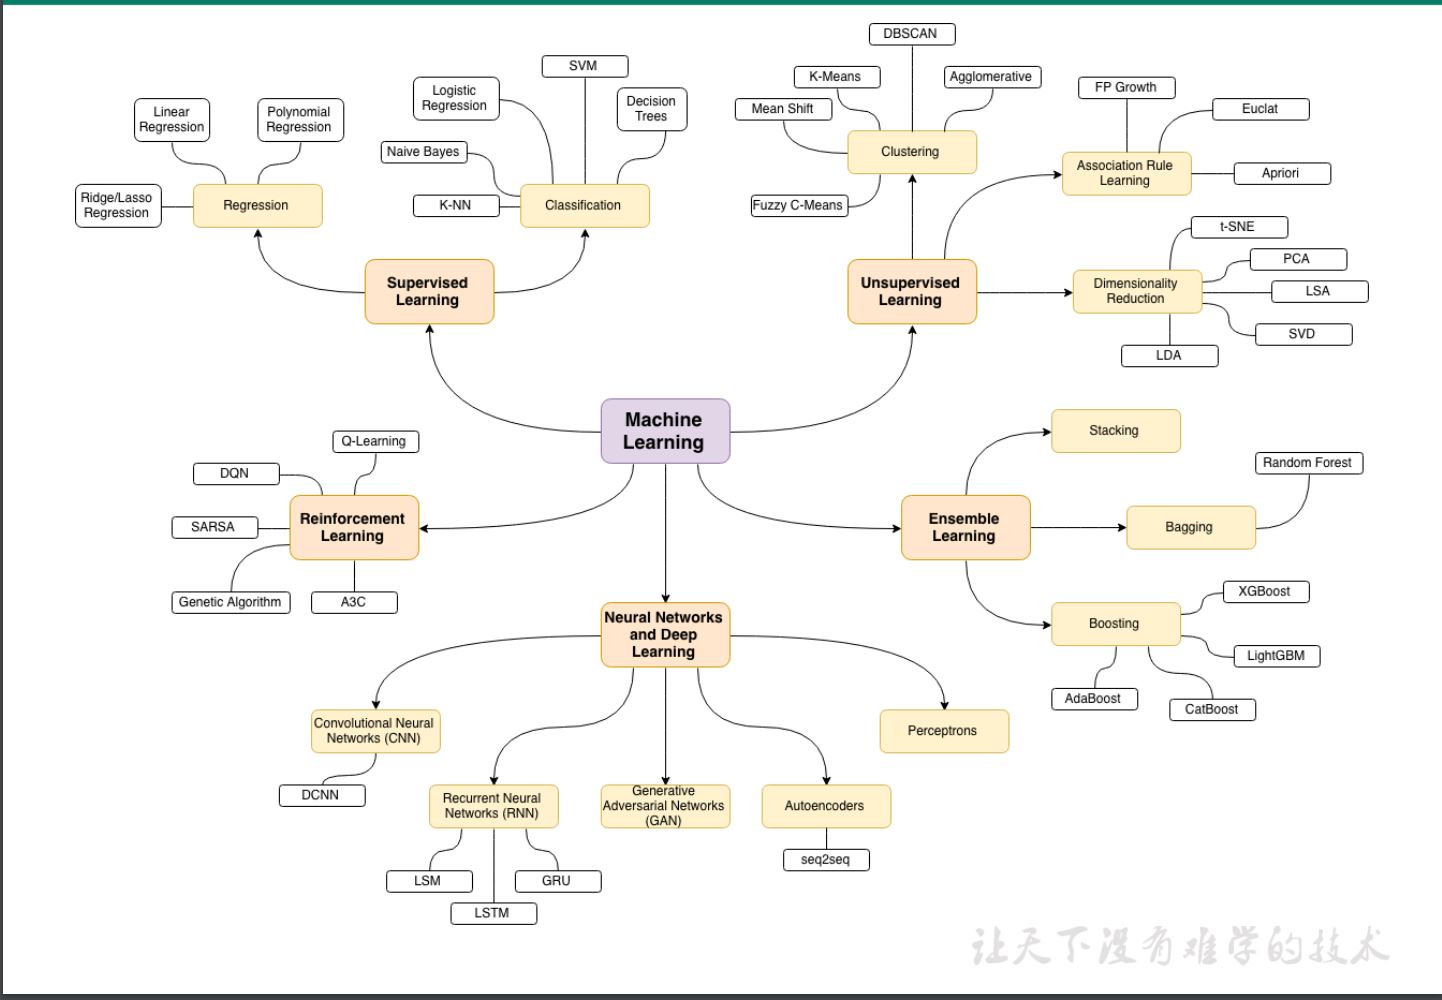 DBSCAN
SVM
K-Means
Agglomerative
Logistic
Regression
FP Growth
Linear
Regression
Polynomial
Regression
Decision
Trees
Mean Shift
Euclat
Naive Bayes
Clustering
Association Rule
Learning
Apriori
Ridge/Lasso
Regression
Regression
K-NN
Classification
Fuzzy C-Means
t-SNE
PCA
Supervised
Learning
Unsupervised
Learning
Dimensionality
Reduction
LSA
SVD
LDA
Machine
Learning
Stacking
Q-Learning
Random Forest
DQN
Reinforcement
Learning
SARSA
Ensemble
Learning
Bagging
Genetic Algorithm
A3C
XGBoost
Neural Networks
and Deep
Learning
Boosting
LightGBM
AdaBoost
CatBoost
Convolutional Neural
Networks (CNN)
Perceptrons
DCNN
Recurrent Neural
Networks (RNN)
Generative
Adversarial Networks
(GAN)
Autoencoders
seq2seq
LSM
GRU
LSTM
让天下没有难学的技术